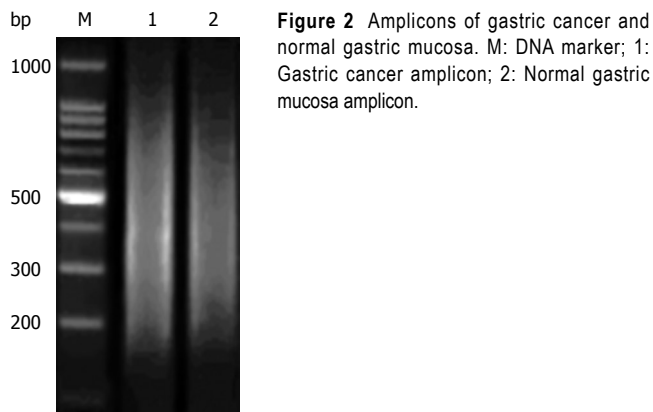 bp M 1 2
1000
500
300
200
Figure 2 Amplicons of gastric cancer and
normal gastric mucosa. M: DNA marker; 1:
Gastric cancer amplicon; 2: Normal gastric
mucosa amplicon.